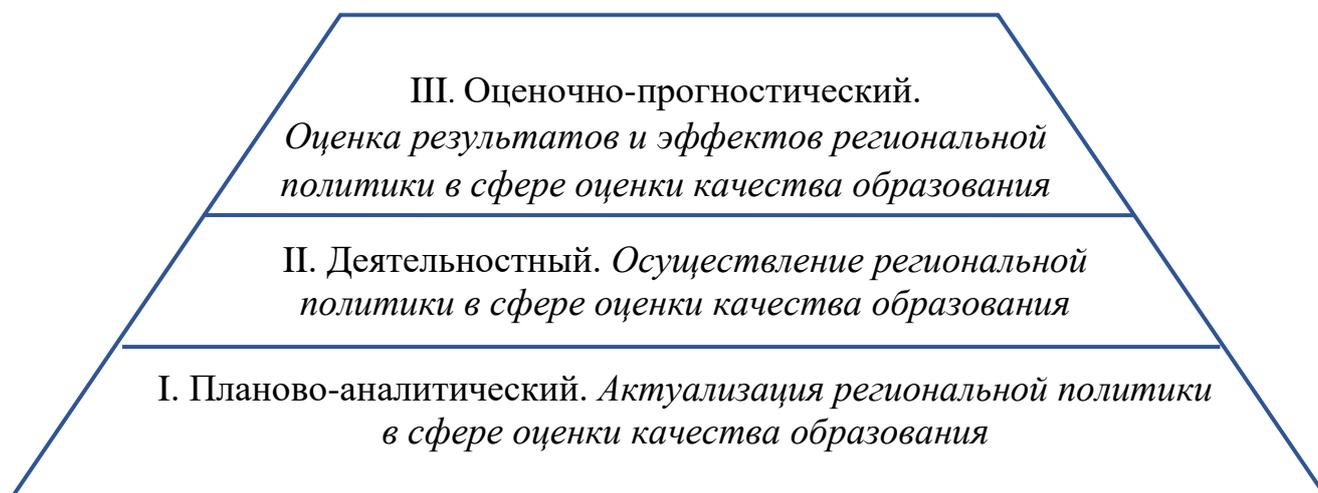 III. Оценочно-прогностический.
Оценка результатов и эффектов региональной
политики в сфере оценки качества образования
II. Деятельностный. Осуществление региональной
политики в сфере оценки качества образования
I. Планово-аналитический. Актуализация региональной политики
в сфере оценки качества образования